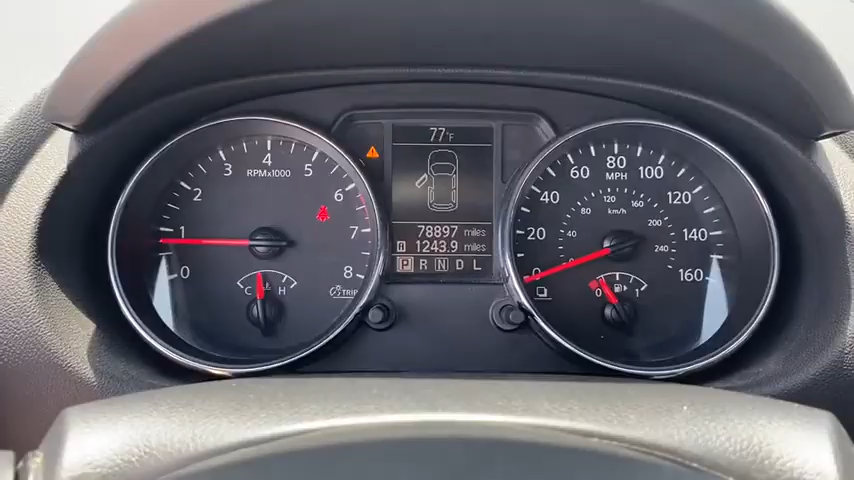 77°F
78897 miles
A 1243.9 miles
P R N D L
0 1 2 3 4 5 6 7 8
RPMx1000
C H
TRIP
0 20 40 60 80 100 120 140 160
MPH
40 80 120 160 200 240
km/h
0 1